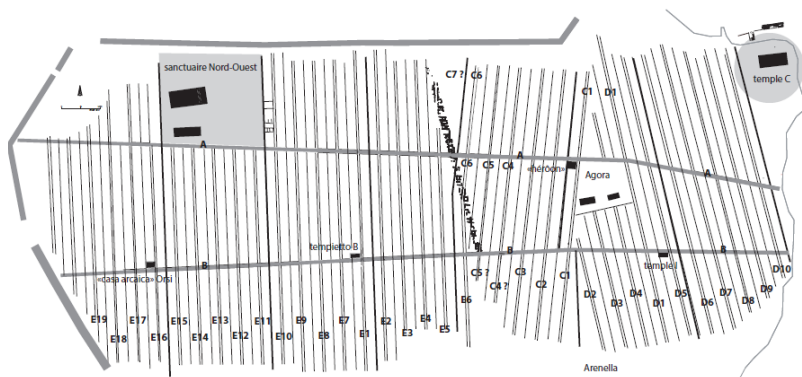 sanctuaire Nord-Ouest
temple C
C7 ? C6
C1 D1
A
A
C6 C5 C4
«hérôon»
Agora
A
tempietto B
B
B
B
temple I
«casa arcaica» Orsi
C5 ? C3 C1
C4 ? C2
D10
D9
E19 E17 E15 E13 E11 E9 E7 E2 E4 E6
E18 E16 E14 E12 E10 E8 E1 E3 E5
D2 D4 D5 D7
D3 D1 D6 D8
Arenella